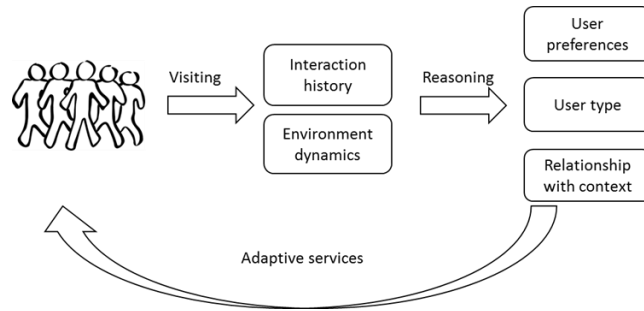 Visiting
Interaction
history
Environment
dynamics
Reasoning
User
preferences
User type
Relationship
with context
Adaptive services